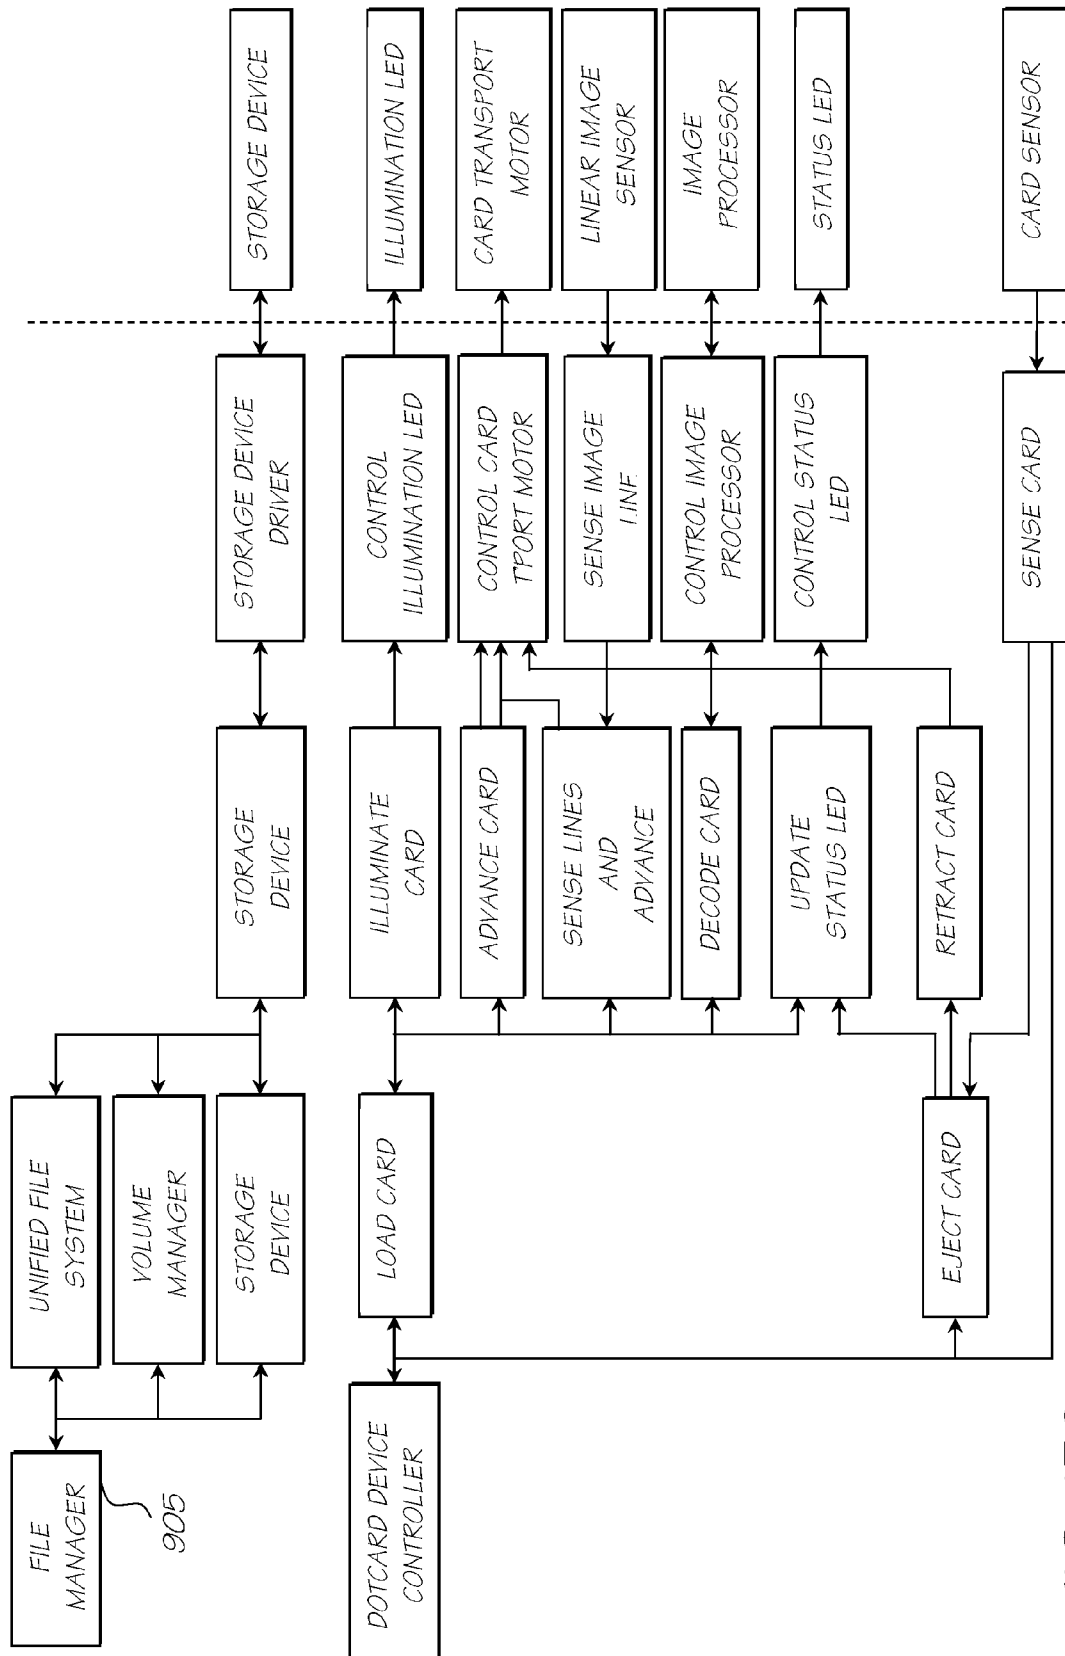 FILE
MANAGER
905
UNIFIED FILE
SYSTEM
VOLUME
MANAGER
STORAGE
DEVICE
STORAGE
DEVICE
STORAGE DEVICE
DRIVER
STORAGE DEVICE
DOTCARD DEVICE
CONTROLLER
LOAD CARD
ILLUMINATE
CARD
CONTROL
ILLUMINATION LED
ILLUMINATION LED
ADVANCE CARD
CONTROL CARD
T'PORT MOTOR
CARD TRANSPORT
MOTOR
SENSE LINES
AND
ADVANCE
SENSE IMAGE
LINE
LINEAR IMAGE
SENSOR
DECODE CARD
CONTROL IMAGE
PROCESSOR
IMAGE
PROCESSOR
UPDATE
STATUS LED
CONTROL STATUS
LED
STATUS LED
EJECT CARD
RETRACT CARD
SENSE CARD
CARD SENSOR